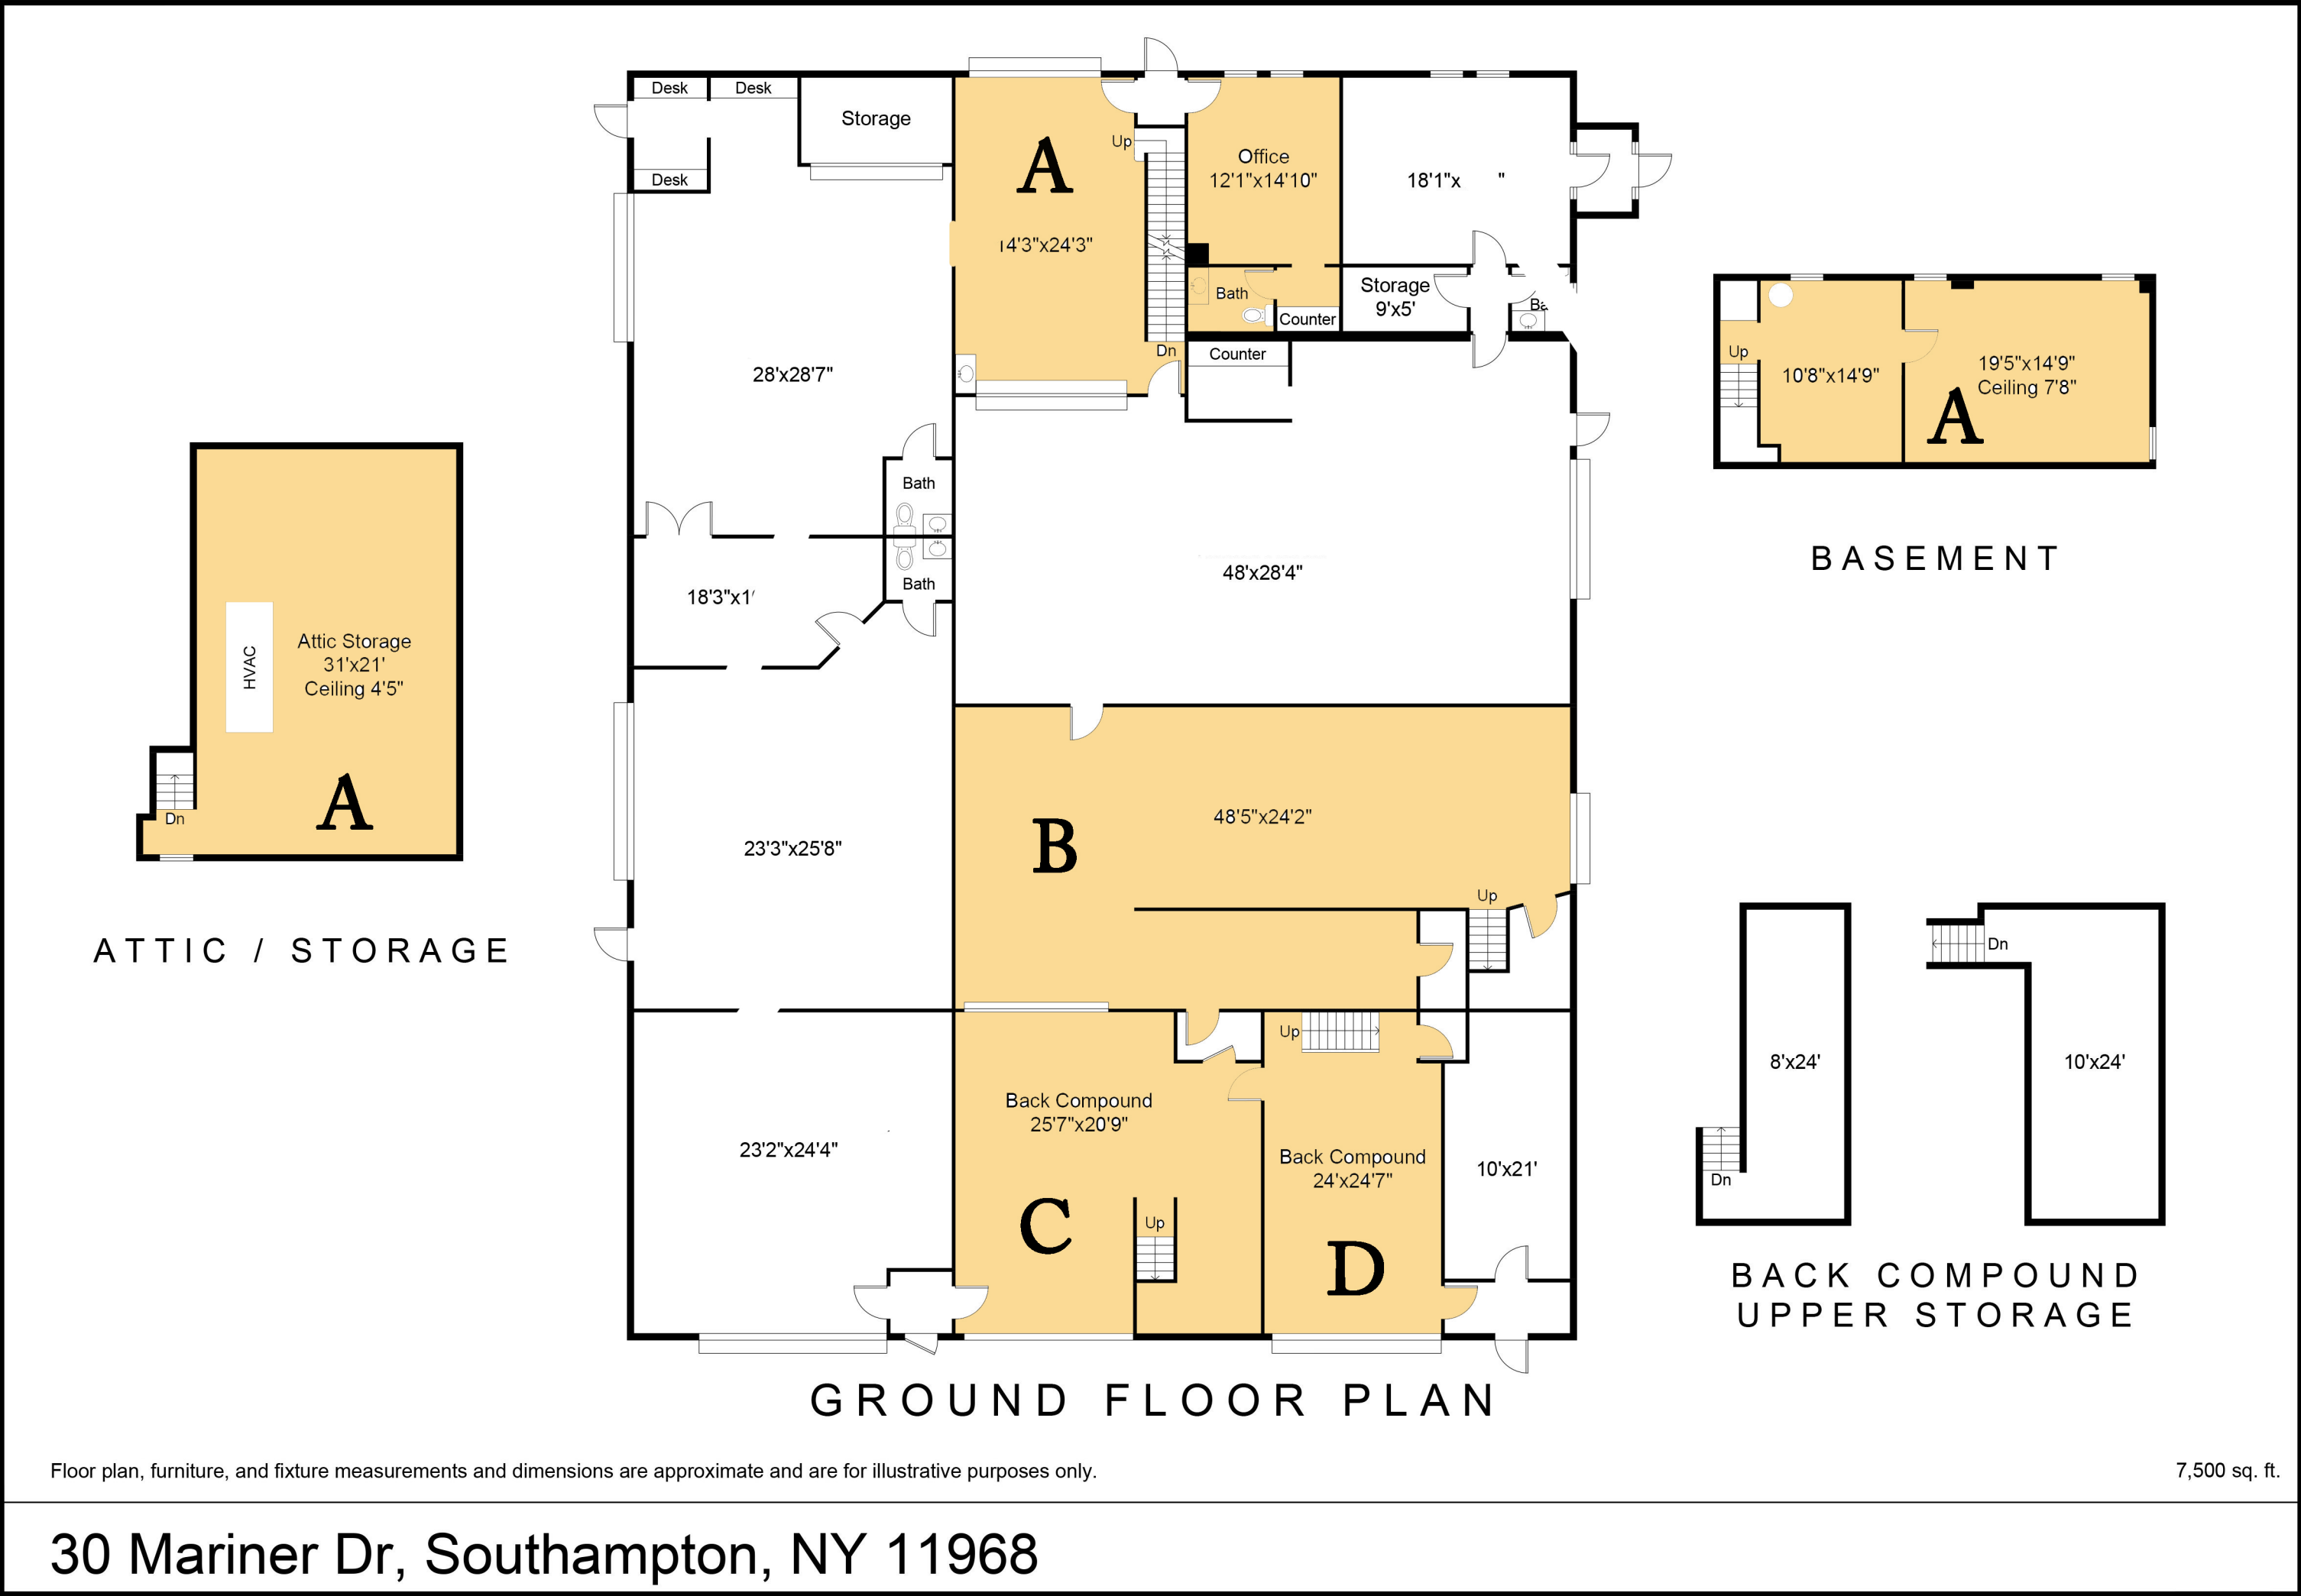 Desk
Desk
Storage
Desk
A
Up
14'3"x24'3"
Office
12'1"x14'10"
18'1"x "
Bath
Counter
Storage
9'x5'
Dn
Counter
28'x28'7"
Bath
Bath
48'x28'4"
23'3"x25'8"
B
48'5"x24'2"
Up
23'2"x24'4"
Back Compound
25'7"x20'9"
C
Up
Up
Back Compound
24'x24'7"
D
10'x21'
GROUND FLOOR PLAN
HVAC
Attic Storage
31'x21'
Ceiling 4'5"
A
Dn
ATTIC / STORAGE
Up
10'8"x14'9"
19'5"x14'9"
Ceiling 7'8"
A
BASEMENT
8'x24'
Dn
Dn
10'x24'
BACK COMPOUND
UPPER STORAGE
Floor plan, furniture, and fixture measurements and dimensions are approximate and are for illustrative purposes only.
7,500 sq. ft.
30 Mariner Dr, Southampton, NY 11968